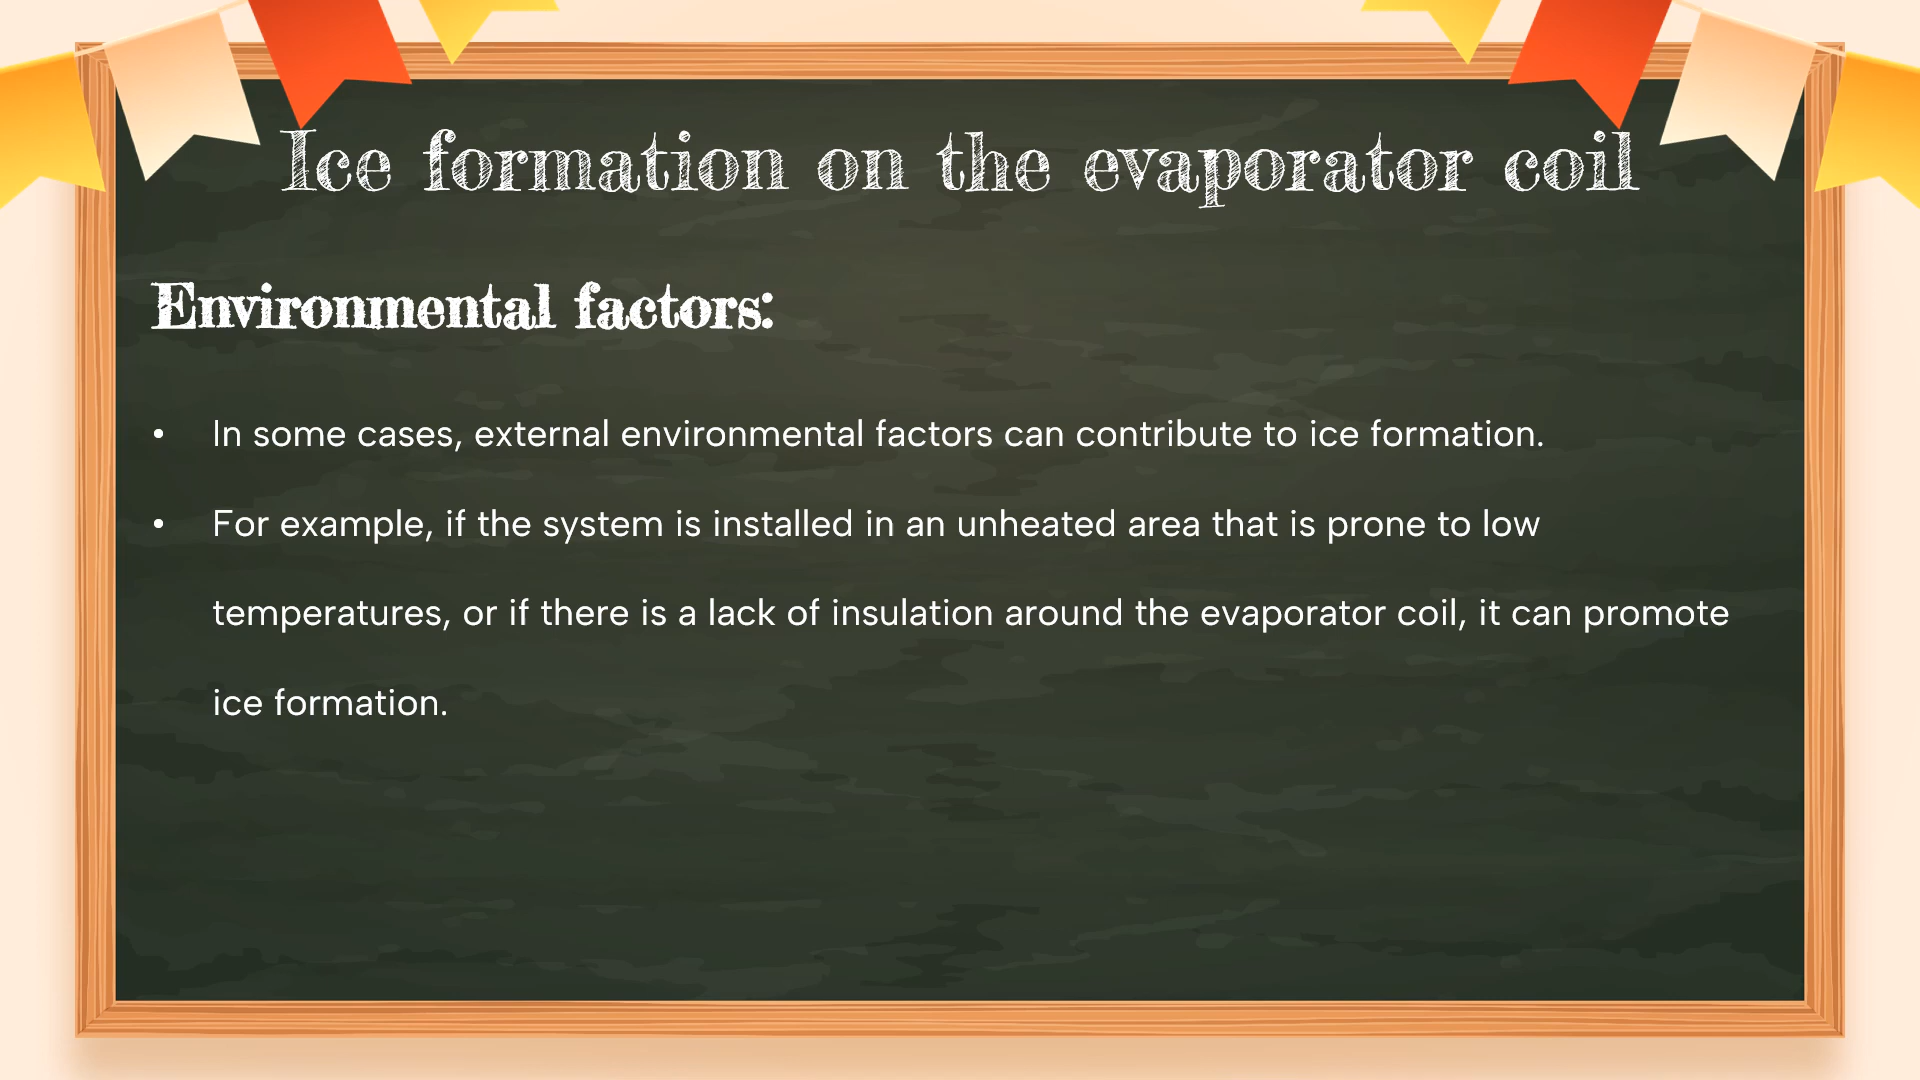 Ice formation on the evaporator coil
Environmental factors:
• In some cases, external environmental factors can contribute to ice formation.
• For example, if the system is installed in an unheated area that is prone to low
temperatures, or if there is a lack of insulation around the evaporator coil, it can promote
ice formation.